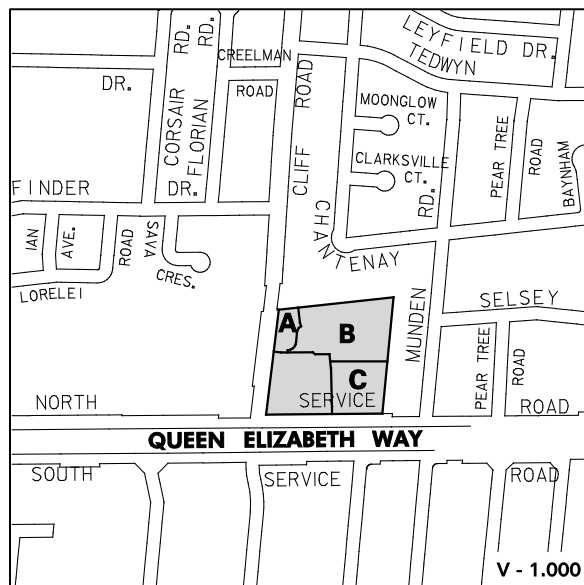 LEYFIELD DR.
TEDWYN
CREELMAN
ROAD
DR.
CORSAIR RD.
FLORIAN RD.
DR.
CLIFF ROAD
MOONGLOW
CT.
CLARKSVILLE
CT.
PEAR TREE
ROAD
BAYNHAM
FINDER
RD.
IAN
AVE.
ROAD
SAVA
CRES.
CHANTENAY
LORELEI
MUNDEN
SELSEY
A
B
C
PEAR TREE
ROAD
NORTH
SERVICE
ROAD
QUEEN ELIZABETH WAY
SOUTH
SERVICE
ROAD
V - 1.000